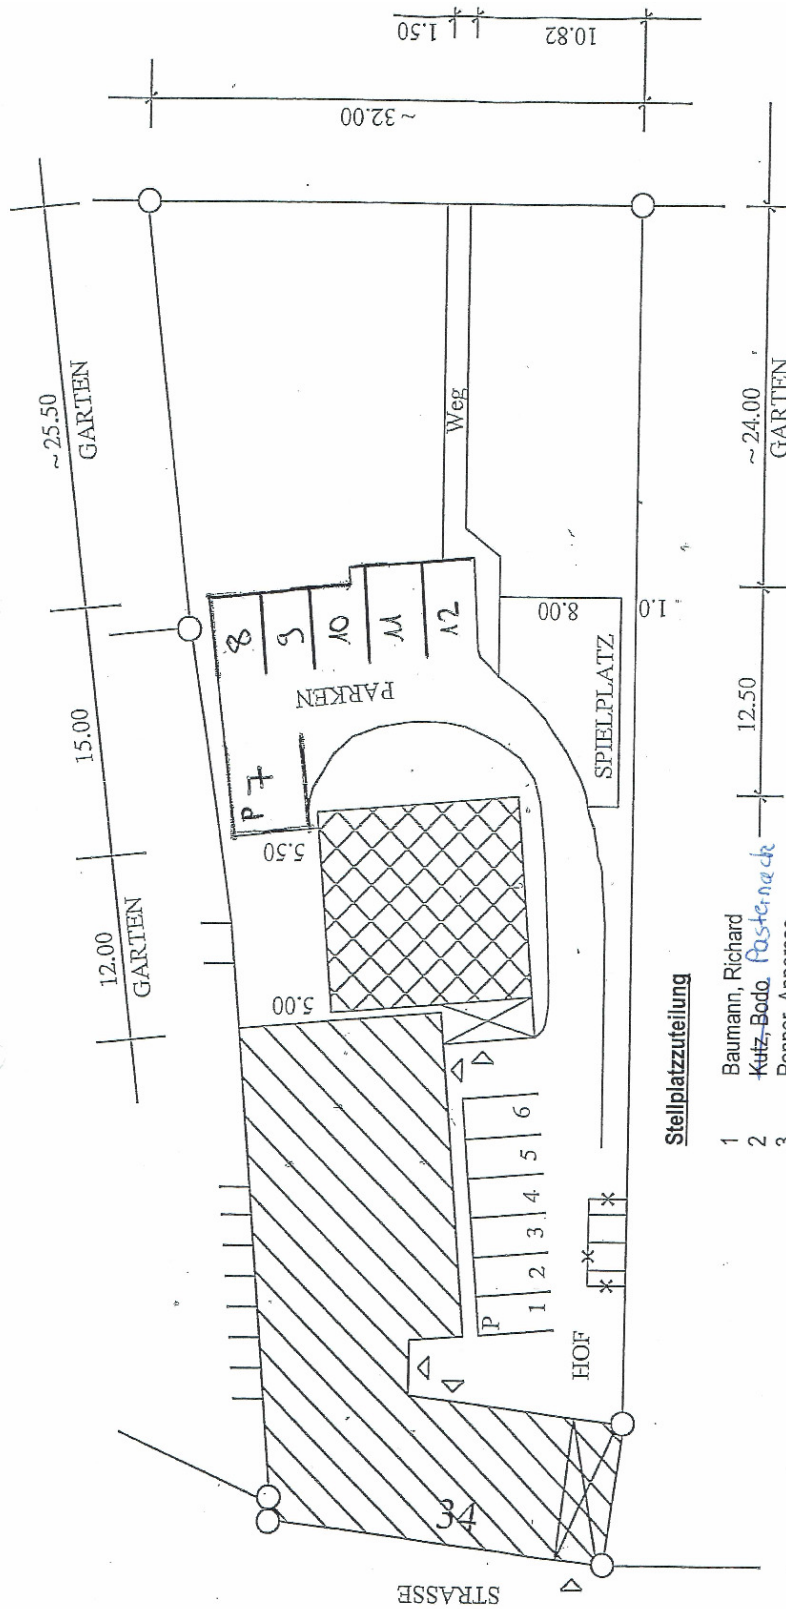 ~ 25.50
GARTEN
15.00
12.00
GARTEN
~ 32.00
1.50
10.82
Weg
8
9
10
11
12
PARKEN
P 7
5.50
5.00
8.00
SPIELPLATZ
1.0
P
1
2
3
4
5
6
HOF
34
STRASSE
12.50
~ 24.00
GARTEN
Stellplatzzuteilung
1 Baumann, Richard
2 Kutz, Bodo Pasternack
3